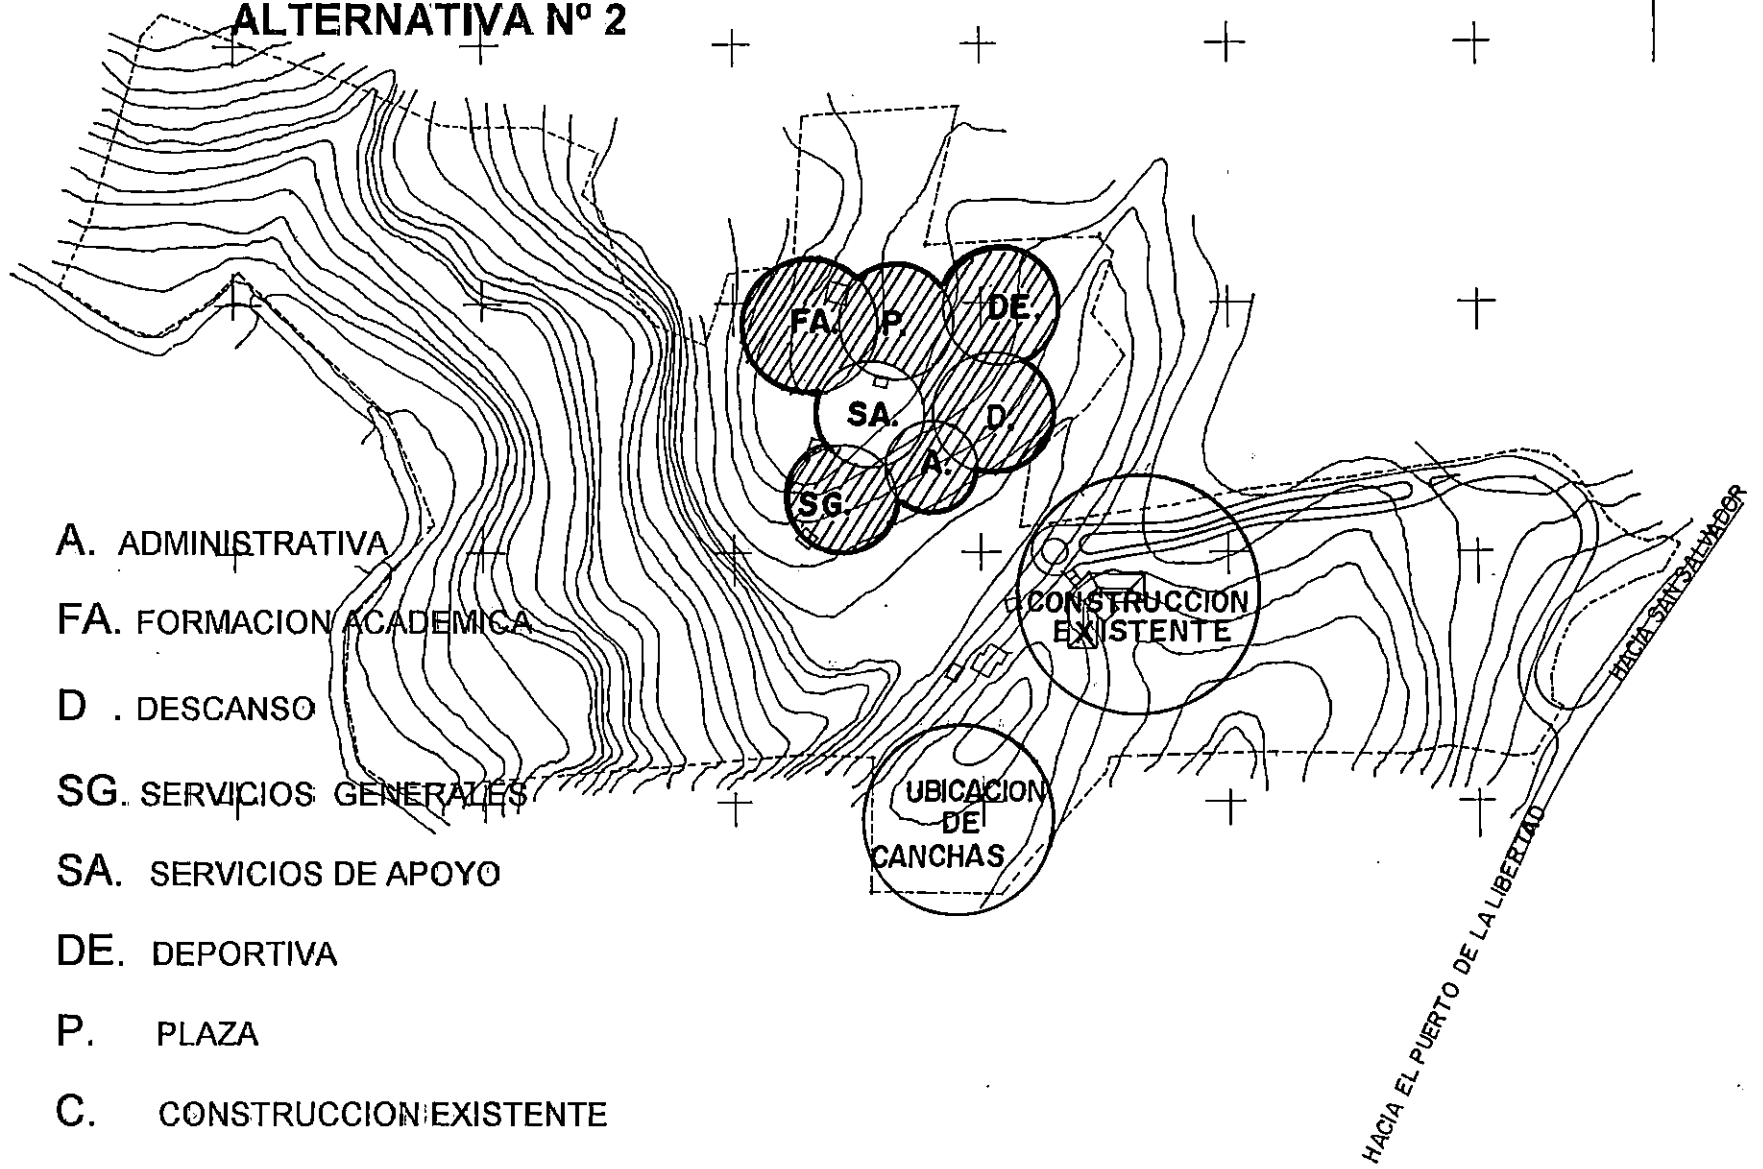 ALTERNATIVA Nº 2
FA.
P.
DE.
SA.
D.
A.
SG.
CONSTRUCCION
EXISTENTE
UBICACION
DE
CANCHAS
HACIA SAN SALVADOR
HACIA EL PUERTO DE LA LIBERTAD
A. ADMINISTRATIVA
FA. FORMACION ACADEMICA
D . DESCANSO
SG. SERVICIOS GENERALES
SA. SERVICIOS DE APOYO
DE. DEPORTIVA
P. PLAZA
C. CONSTRUCCION EXISTENTE